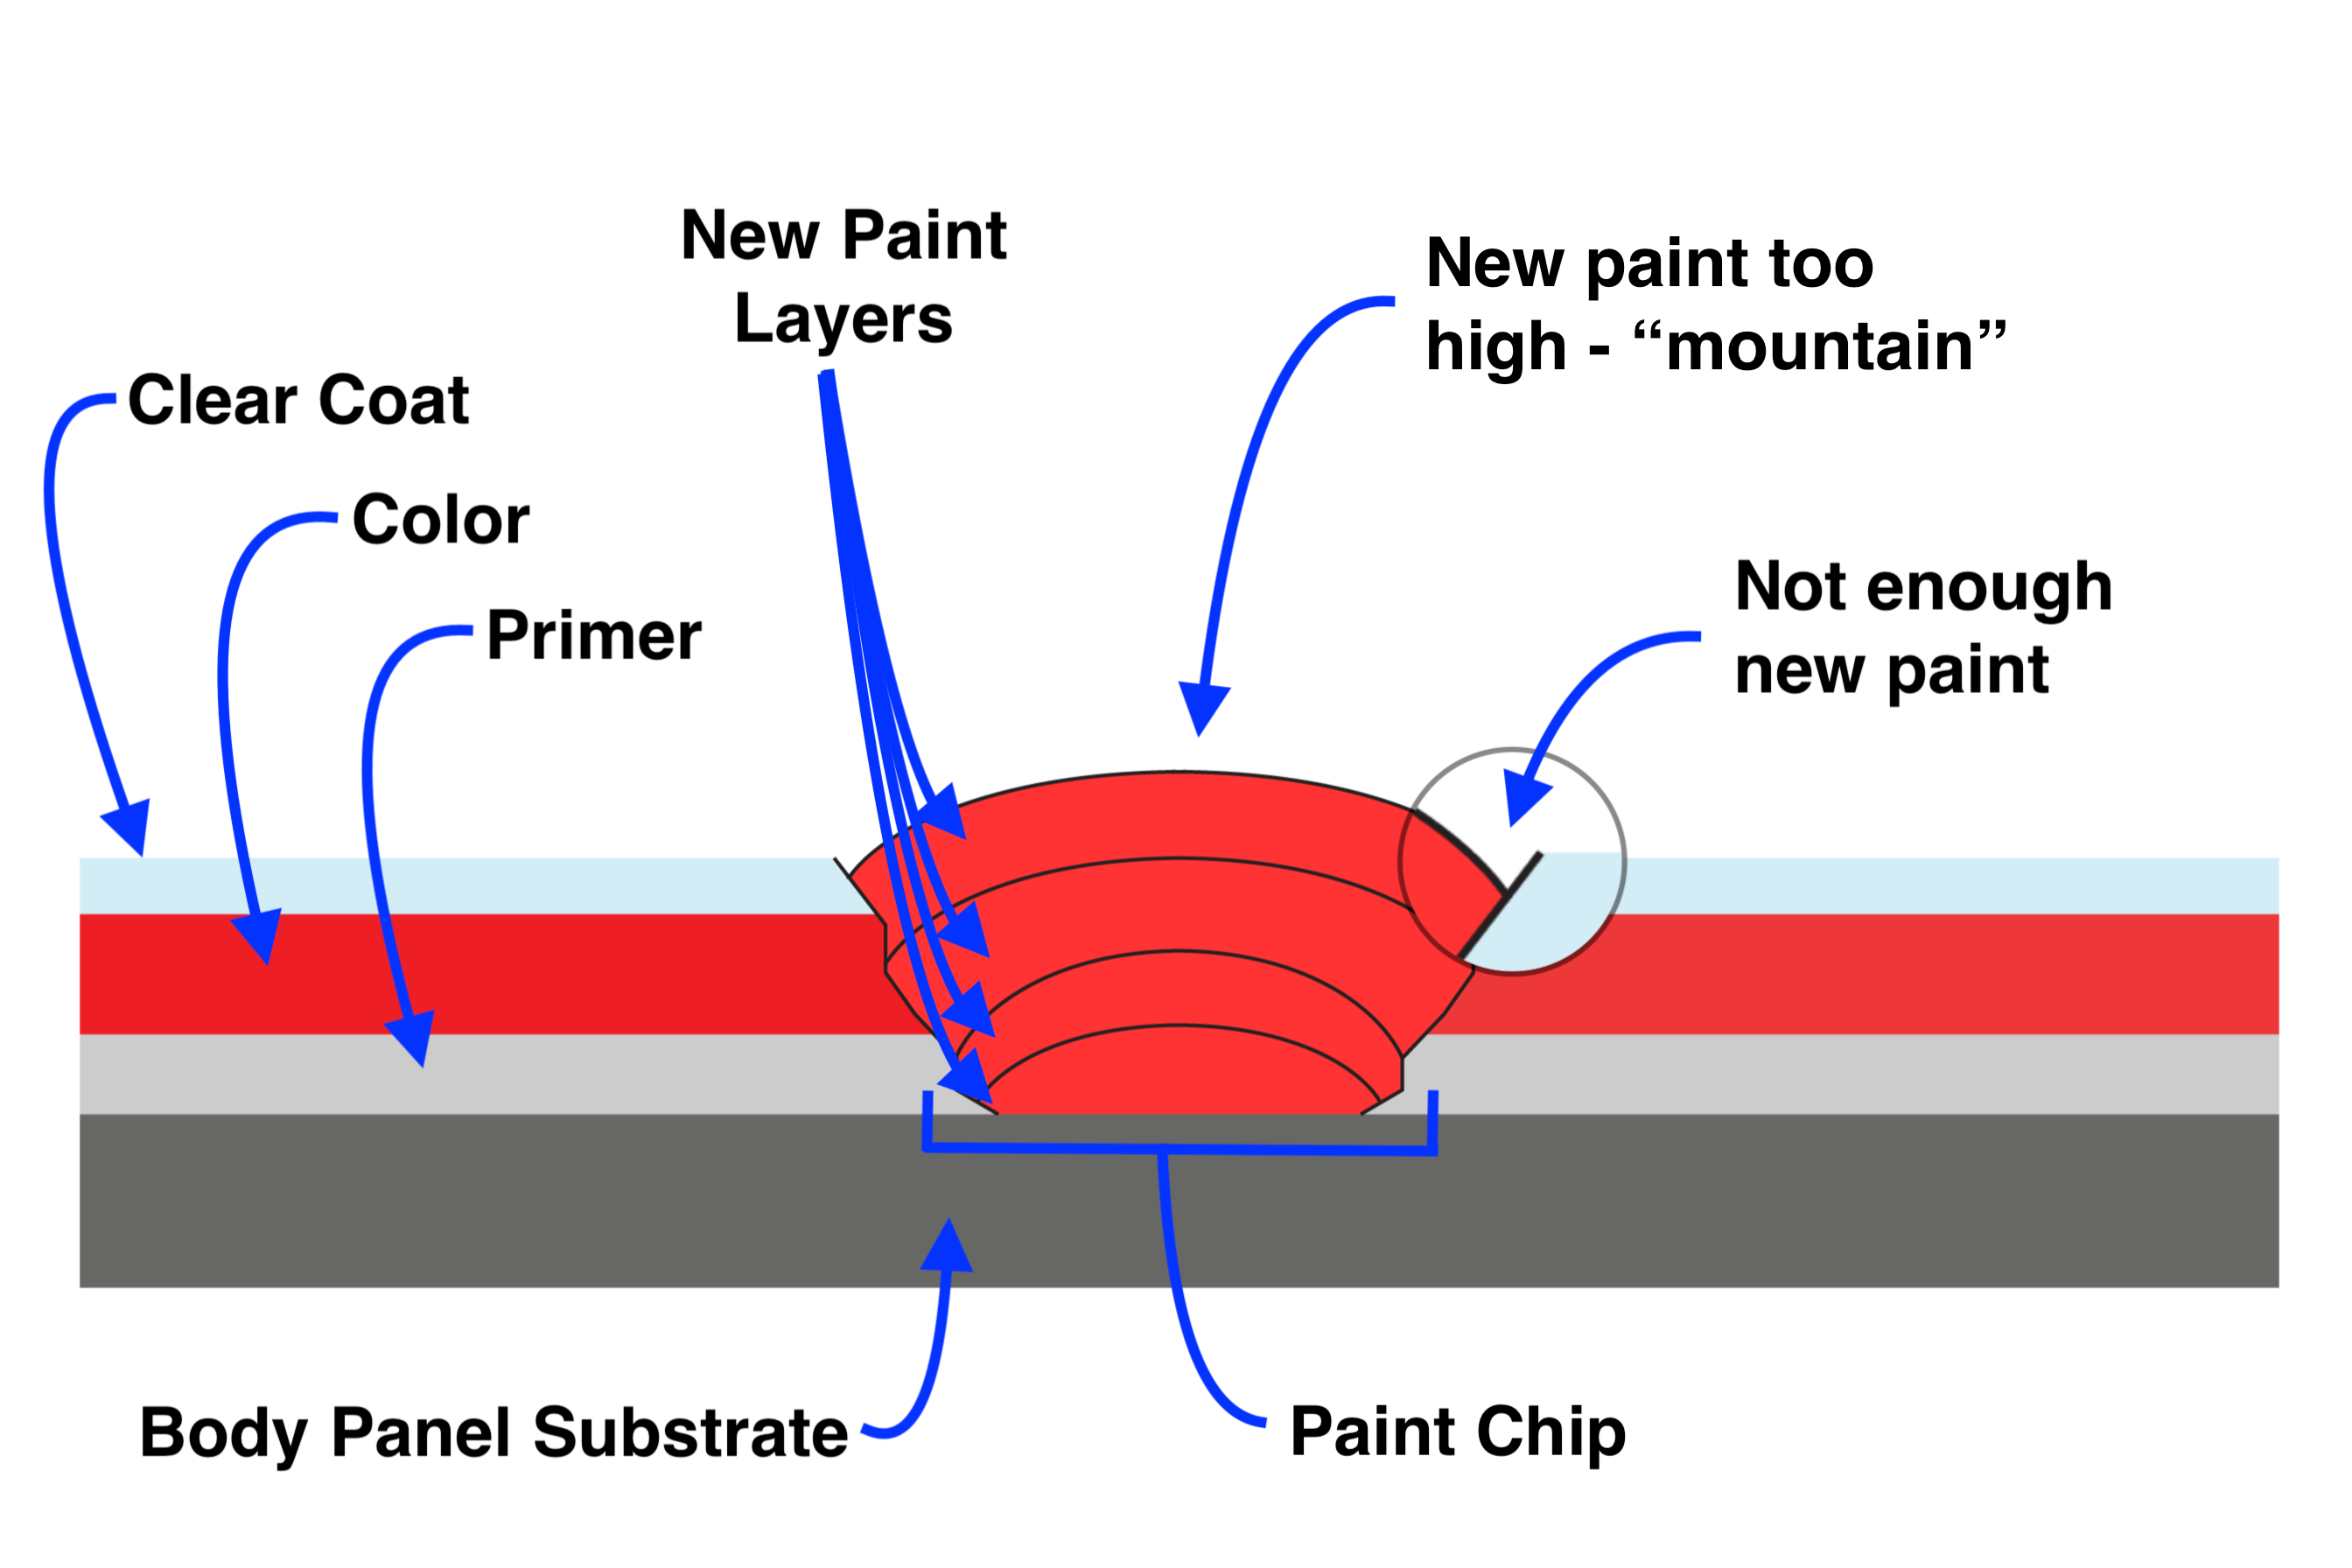 New Paint
Layers
New paint too
high - “mountain”
Clear Coat
Color
Primer
Not enough
new paint
Body Panel Substrate
Paint Chip